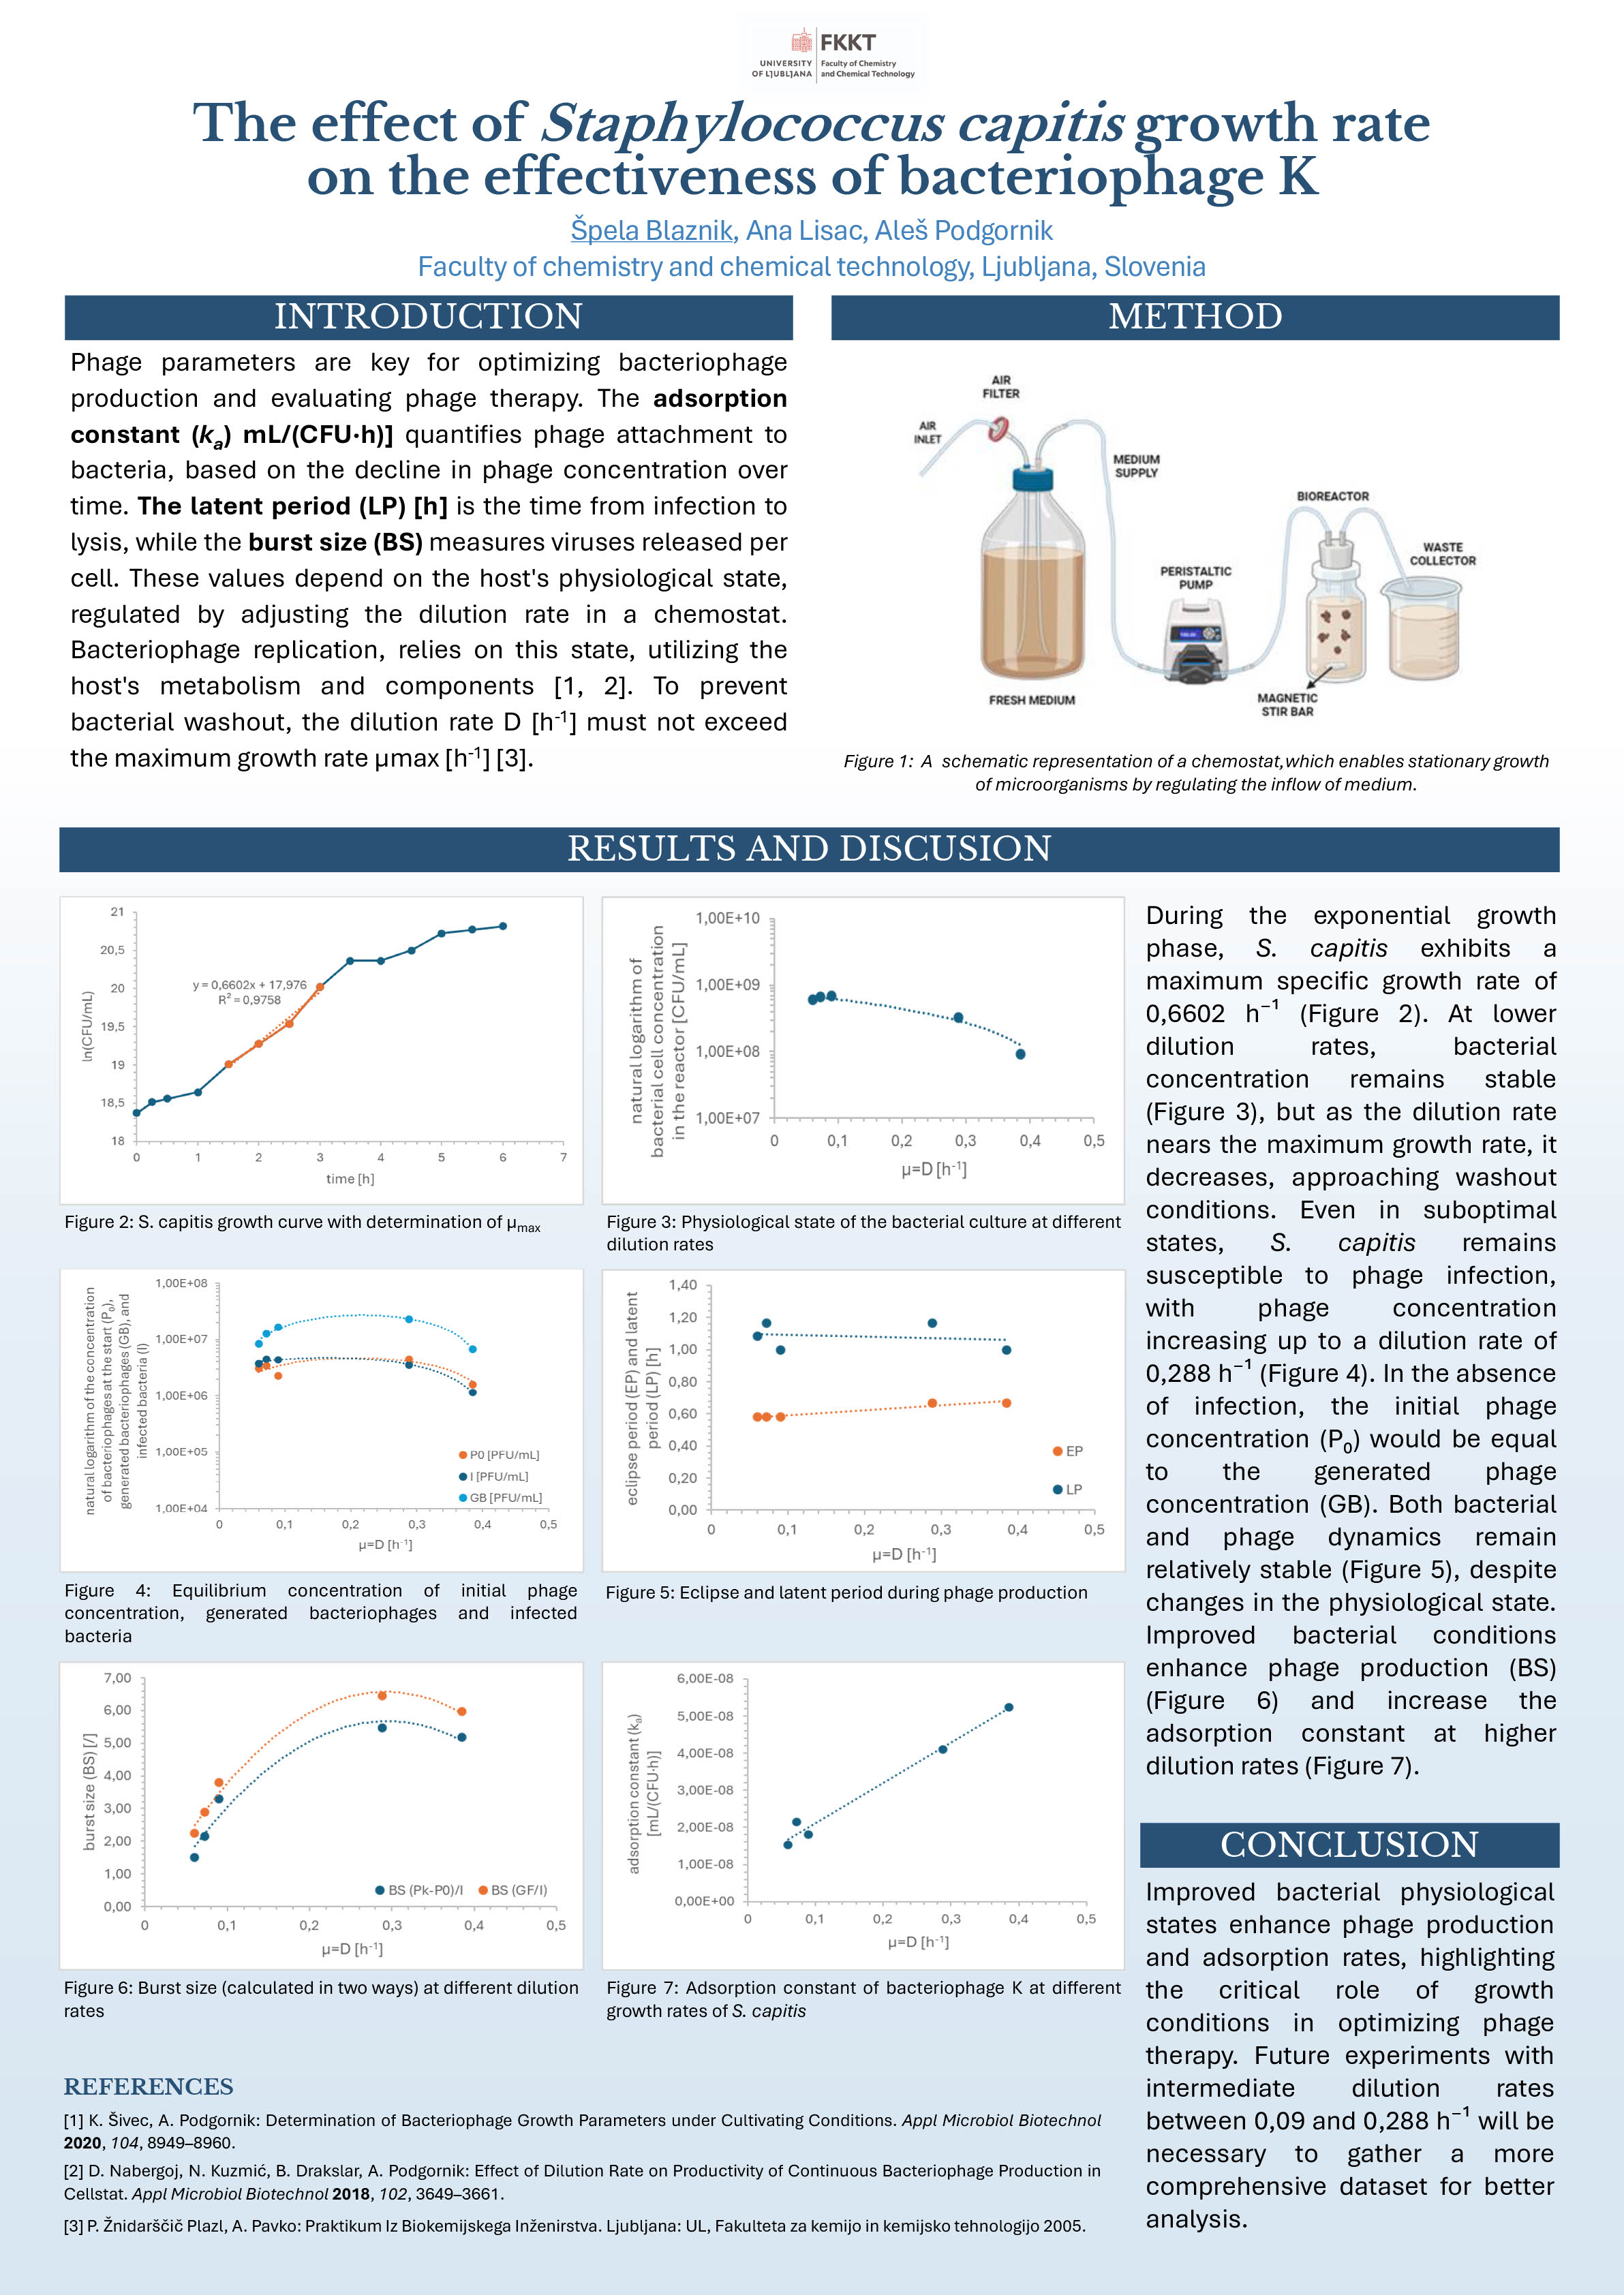 UNIVERSITY
OF LJUBLJANA
FKKT
Faculty of Chemistry
and Chemical Technology
The effect of Staphylococcus capitis growth rate
on the effectiveness of bacteriophage K
Špela Blaznik, Ana Lisac, Aleš Podgornik
Faculty of chemistry and chemical technology, Ljubljana, Slovenia
INTRODUCTION
Phage parameters are key for optimizing bacteriophage
production and evaluating phage therapy. The adsorption
constant (kₐ) mL/(CFU·h)] quantifies phage attachment to
bacteria, based on the decline in phage concentration over
time. The latent period (LP) [h] is the time from infection to
lysis, while the burst size (BS) measures viruses released per
cell. These values depend on the host's physiological state,
regulated by adjusting the dilution rate in a chemostat.
Bacteriophage replication, relies on this state, utilizing the
host's metabolism and components [1, 2]. To prevent
bacterial washout, the dilution rate D [h⁻¹] must not exceed
the maximum growth rate µmax [h⁻¹] [3].
METHOD
AIR
FILTER
AIR
INLET
MEDIUM
SUPPLY
BIOREACTOR
WASTE
COLLECTOR
PERISTALTIC
PUMP
FRESH MEDIUM
MAGNETIC
STIR BAR
Figure 1: A schematic representation of a chemostat,which enables stationary growth
of microorganisms by regulating the inflow of medium.
RESULTS AND DISCUSION
ln(CFU/mL)
21
20,5
20
19,5
19
18,5
18
y = 0,6602x + 17,976
R² = 0,9758
0 1 2 3 4 5 6 7
time [h]
Figure 2: S. capitis growth curve with determination of µₘₐₓ
natural logarithm of
bacterial cell concentration
in the reactor [CFU/mL]
1,00E+10
1,00E+09
1,00E+08
1,00E+07
0 0,1 0,2 0,3 0,4 0,5
µ=D [h⁻¹]
Figure 3: Physiological state of the bacterial culture at different
dilution rates
natural logarithm of the concentration
of bacteriophages at the start (P₀),
generated bacteriophages (GB), and
infected bacteria (I)
1,00E+08
1,00E+07
1,00E+06
1,00E+05
1,00E+04
P0 [PFU/mL]
I [PFU/mL]
GB [PFU/mL]
0 0,1 0,2 0,3 0,4 0,5
µ=D [h⁻¹]
Figure 4: Equilibrium concentration of initial phage
concentration, generated bacteriophages and infected
bacteria
eclipse period (EP) and latent
period (LP) [h]
1,40
1,20
1,00
0,80
0,60
0,40
0,20
0,00
EP
LP
0 0,1 0,2 0,3 0,4 0,5
µ=D [h⁻¹]
Figure 5: Eclipse and latent period during phage production
burst size (BS) [/]
7,00
6,00
5,00
4,00
3,00
2,00
1,00
0,00
BS (Pk-P0)/I BS (GF/I)
0 0,1 0,2 0,3 0,4 0,5
µ=D [h⁻¹]
Figure 6: Burst size (calculated in two ways) at different dilution
rates
adsorption constant (kₐ)
[mL/(CFU·h)]
6,00E-08
5,00E-08
4,00E-08
3,00E-08
2,00E-08
1,00E-08
0,00E+00
0 0,1 0,2 0,3 0,4 0,5
µ=D [h⁻¹]
Figure 7: Adsorption constant of bacteriophage K at different
growth rates of S. capitis
During the exponential growth
phase, S. capitis exhibits a
maximum specific growth rate of
0,6602 h⁻¹ (Figure 2). At lower
dilution rates, bacterial
concentration remains stable
(Figure 3), but as the dilution rate
nears the maximum growth rate, it
decreases, approaching washout
conditions. Even in suboptimal
states, S. capitis remains
susceptible to phage infection,
with phage concentration
increasing up to a dilution rate of
0,288 h⁻¹ (Figure 4). In the absence
of infection, the initial phage
concentration (P₀) would be equal
to the generated phage
concentration (GB). Both bacterial
and phage dynamics remain
relatively stable (Figure 5), despite
changes in the physiological state.
Improved bacterial conditions
enhance phage production (BS)
(Figure 6) and increase the
adsorption constant at higher
dilution rates (Figure 7).
CONCLUSION
Improved bacterial physiological
states enhance phage production
and adsorption rates, highlighting
the critical role of growth
conditions in optimizing phage
therapy. Future experiments with
intermediate dilution rates
between 0,09 and 0,288 h⁻¹ will be
necessary to gather a more
comprehensive dataset for better
analysis.
REFERENCES
[1] K. Šivec, A. Podgornik: Determination of Bacteriophage Growth Parameters under Cultivating Conditions. Appl Microbiol Biotechnol
2020, 104, 8949–8960.
[2] D. Nabergoj, N. Kuzmić, B. Drakslar, A. Podgornik: Effect of Dilution Rate on Productivity of Continuous Bacteriophage Production in
Cellstat. Appl Microbiol Biotechnol 2018, 102, 3649–3661.
[3] P. Žnidarščič Plazl, A. Pavko: Praktikum Iz Biokemijskega Inženirstva. Ljubljana: UL, Fakulteta za kemijo in kemijsko tehnologijo 2005.